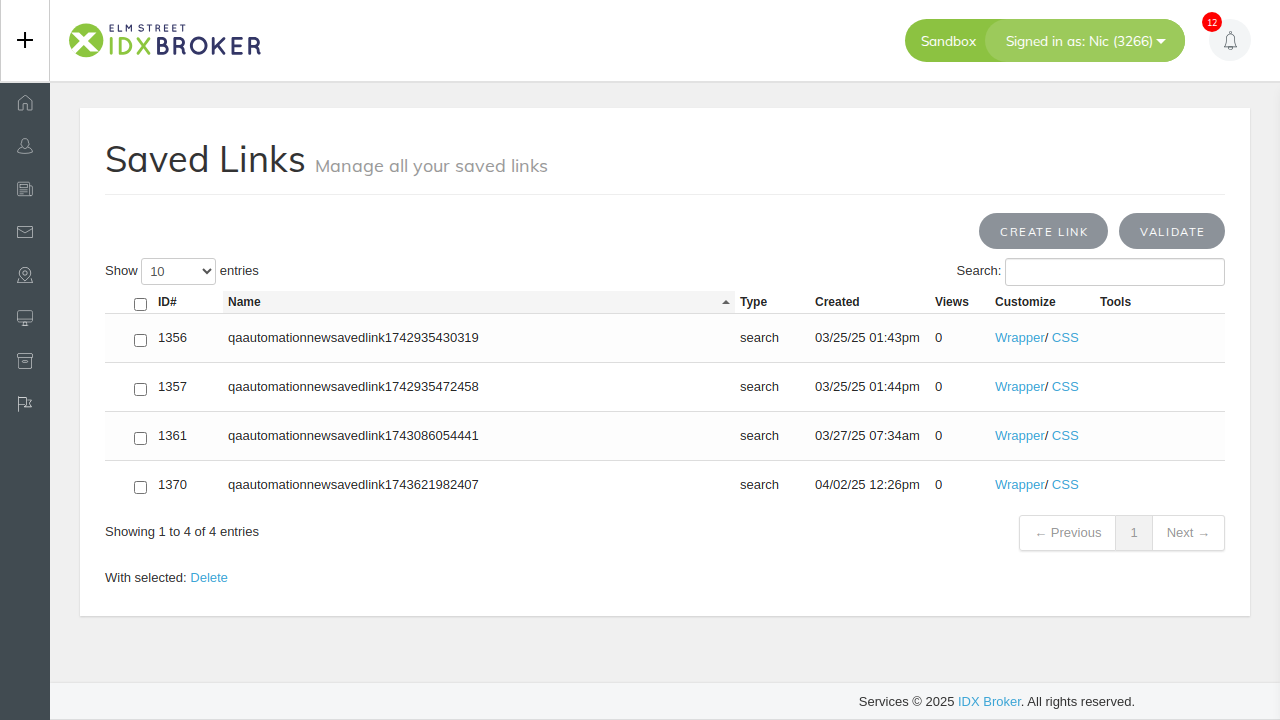 ELM STREET
IDXBROKER
Sandbox Signed in as: Nic (3266)
12
Saved Links Manage all your saved links
CREATE LINK VALIDATE
Show 10 entries Search:
ID# Name Type Created Views Customize Tools
1356 qaautomationnewsavedlink1742935430319 search 03/25/25 01:43pm 0 Wrapper/ CSS
1357 qaautomationnewsavedlink1742935472458 search 03/25/25 01:44pm 0 Wrapper/ CSS
1361 qaautomationnewsavedlink1743086054441 search 03/27/25 07:34am 0 Wrapper/ CSS
1370 qaautomationnewsavedlink1743621982407 search 04/02/25 12:26pm 0 Wrapper/ CSS
Showing 1 to 4 of 4 entries ← Previous 1 Next →
With selected: Delete
Services © 2025 IDX Broker. All rights reserved.